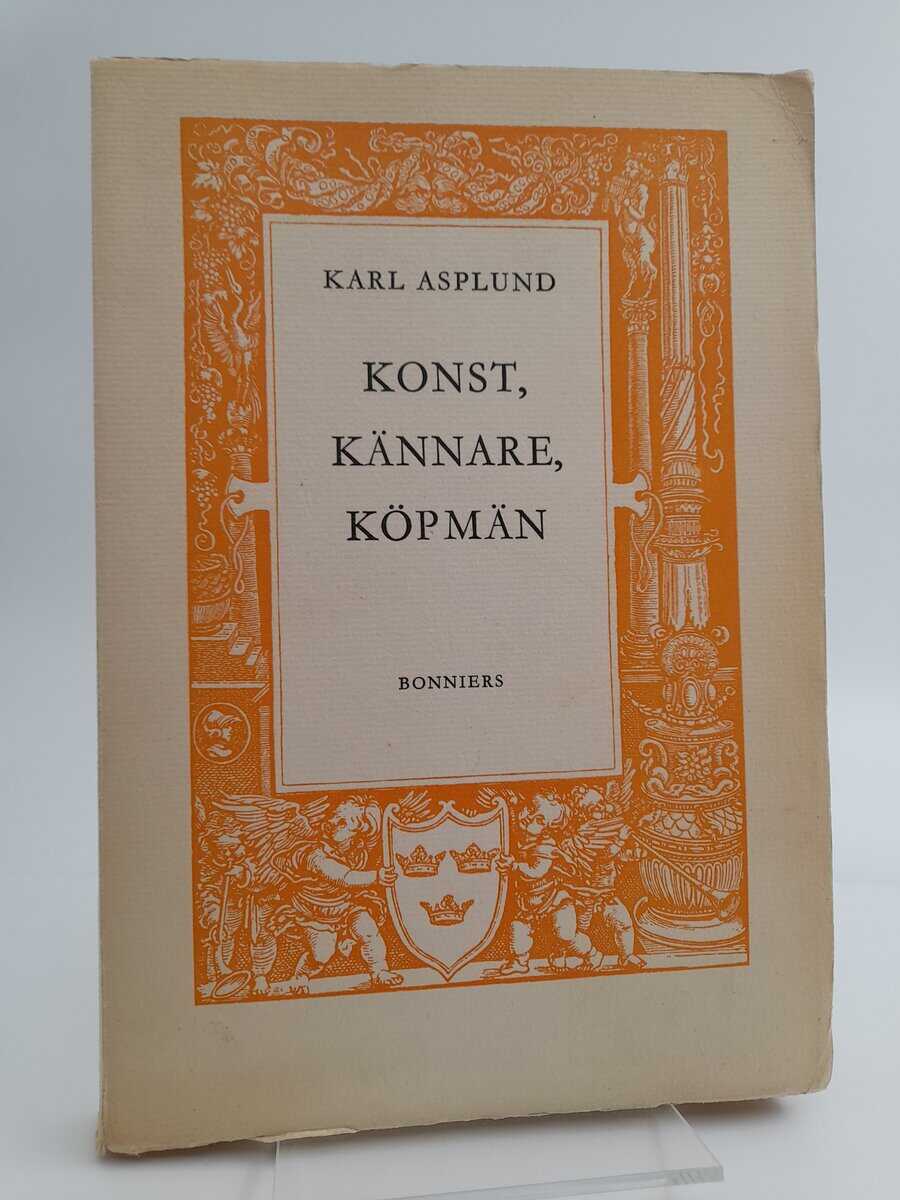 KARL ASPLUND
KONST,
KÄNNARE,
KÖPMÄN
BONNIERS